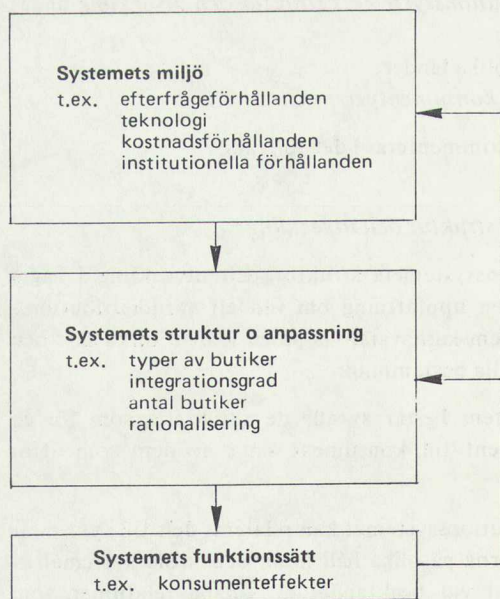 Systemets miljö
t.ex. efterfrågeförhållanden
teknologi
kostnadsförhållanden
institutionella förhållanden
Systemets struktur o anpassning
t.ex. typer av butiker
integrationsgrad
antal butiker
rationalisering
Systemets funktionssätt
t.ex. konsumenteffekter